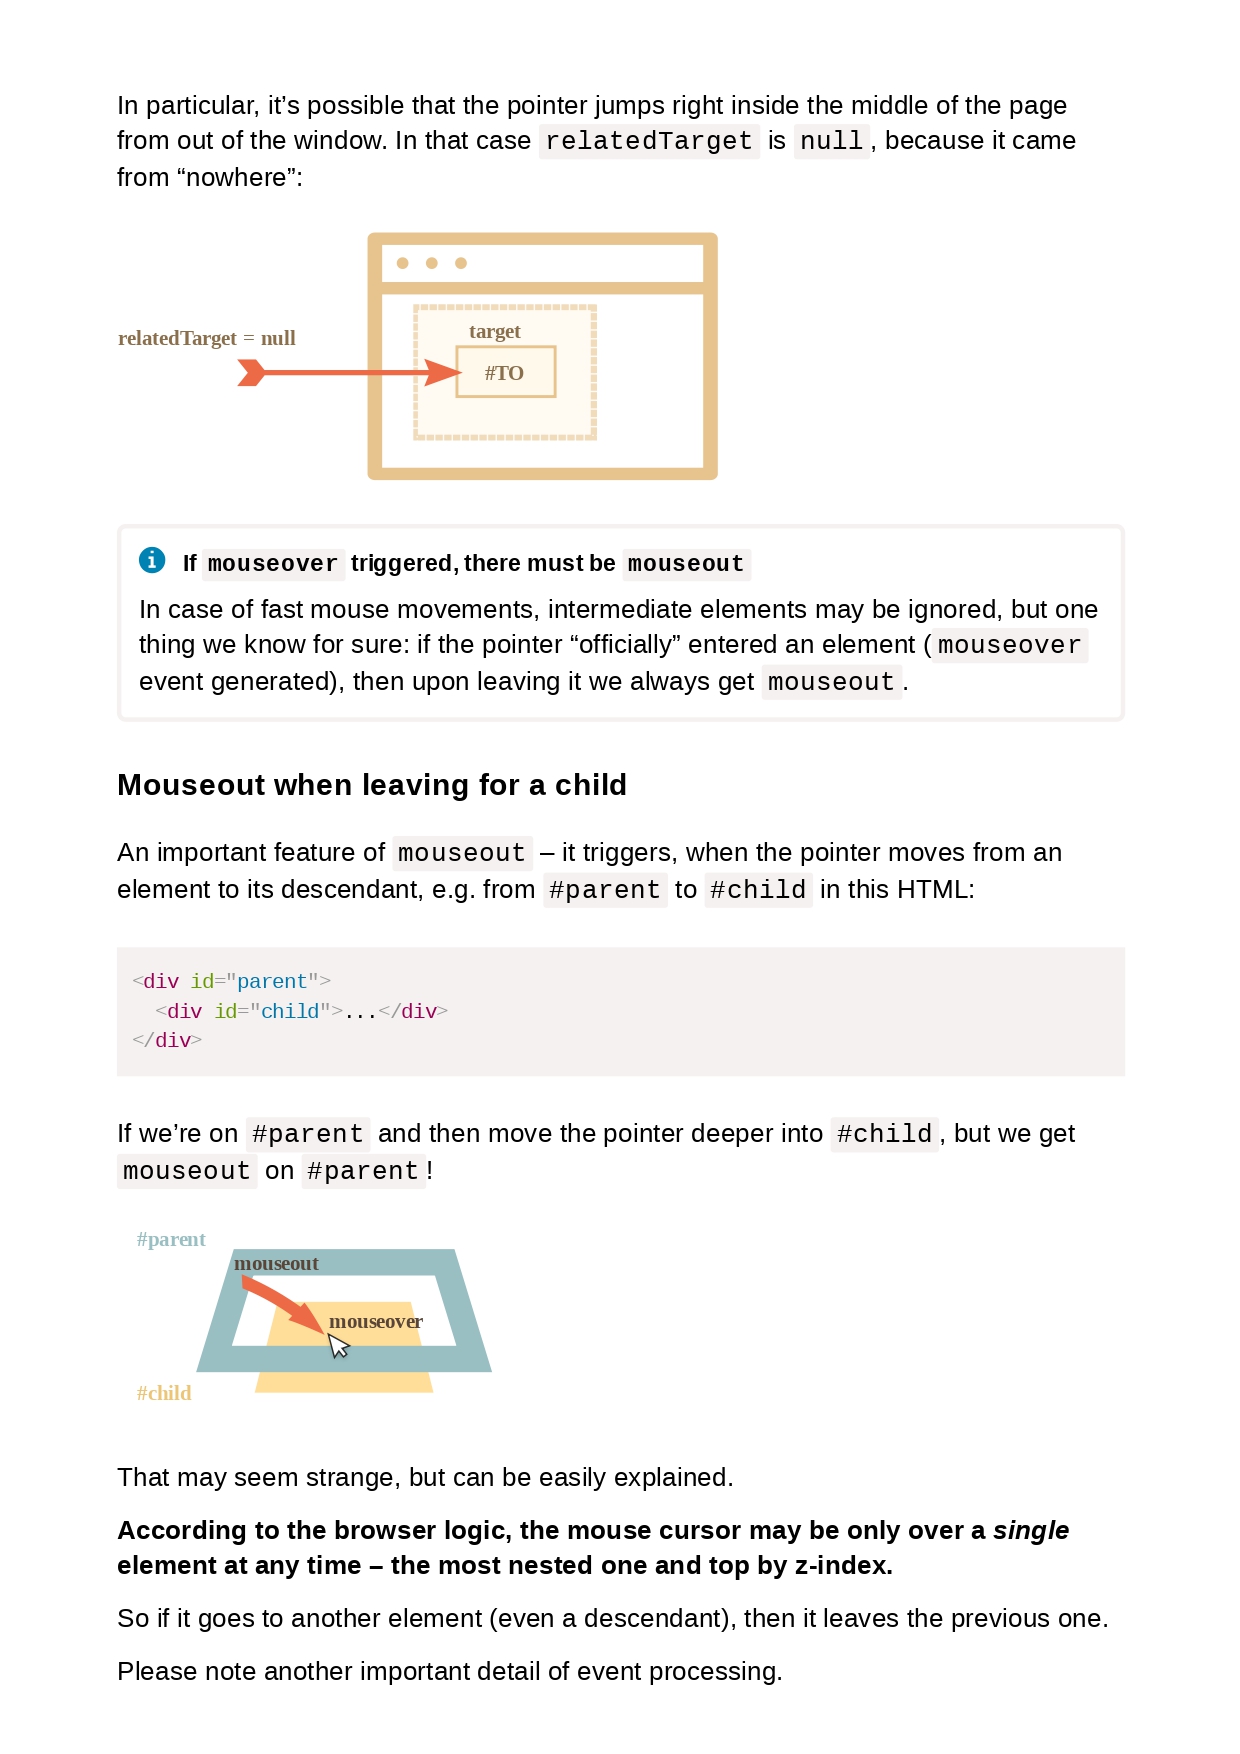 In particular, it’s possible that the pointer jumps right inside the middle of the page
from out of the window. In that case relatedTarget is null, because it came
from “nowhere”:
relatedTarget = null
target
#TO
If mouseover triggered, there must be mouseout
In case of fast mouse movements, intermediate elements may be ignored, but one
thing we know for sure: if the pointer “officially” entered an element (mouseover
event generated), then upon leaving it we always get mouseout.
Mouseout when leaving for a child
An important feature of mouseout – it triggers, when the pointer moves from an
element to its descendant, e.g. from #parent to #child in this HTML:
<div id="parent">
  <div id="child">...</div>
</div>
If we’re on #parent and then move the pointer deeper into #child, but we get
mouseout on #parent!
#parent
mouseout
mouseover
#child
That may seem strange, but can be easily explained.
According to the browser logic, the mouse cursor may be only over a single
element at any time – the most nested one and top by z-index.
So if it goes to another element (even a descendant), then it leaves the previous one.
Please note another important detail of event processing.